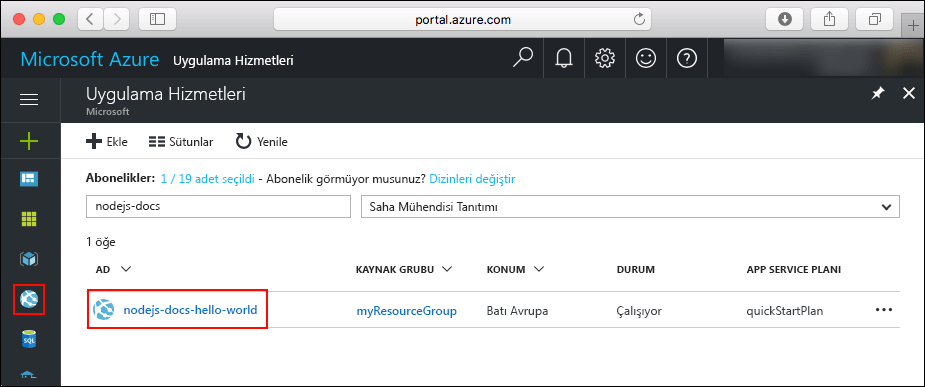 portal.azure.com
Microsoft Azure Uygulama Hizmetleri
Uygulama Hizmetleri
Microsoft
Ekle Sütunlar Yenile
Abonelikler: 1 / 19 adet seçildi - Abonelik görmüyor musunuz? Dizinleri değiştir
nodejs-docs Saha Mühendisi Tanıtımı
1 öğe
AD KAYNAK GRUBU KONUM DURUM APP SERVICE PLANI
nodejs-docs-hello-world myResourceGroup Batı Avrupa Çalışıyor quickStartPlan
SQL